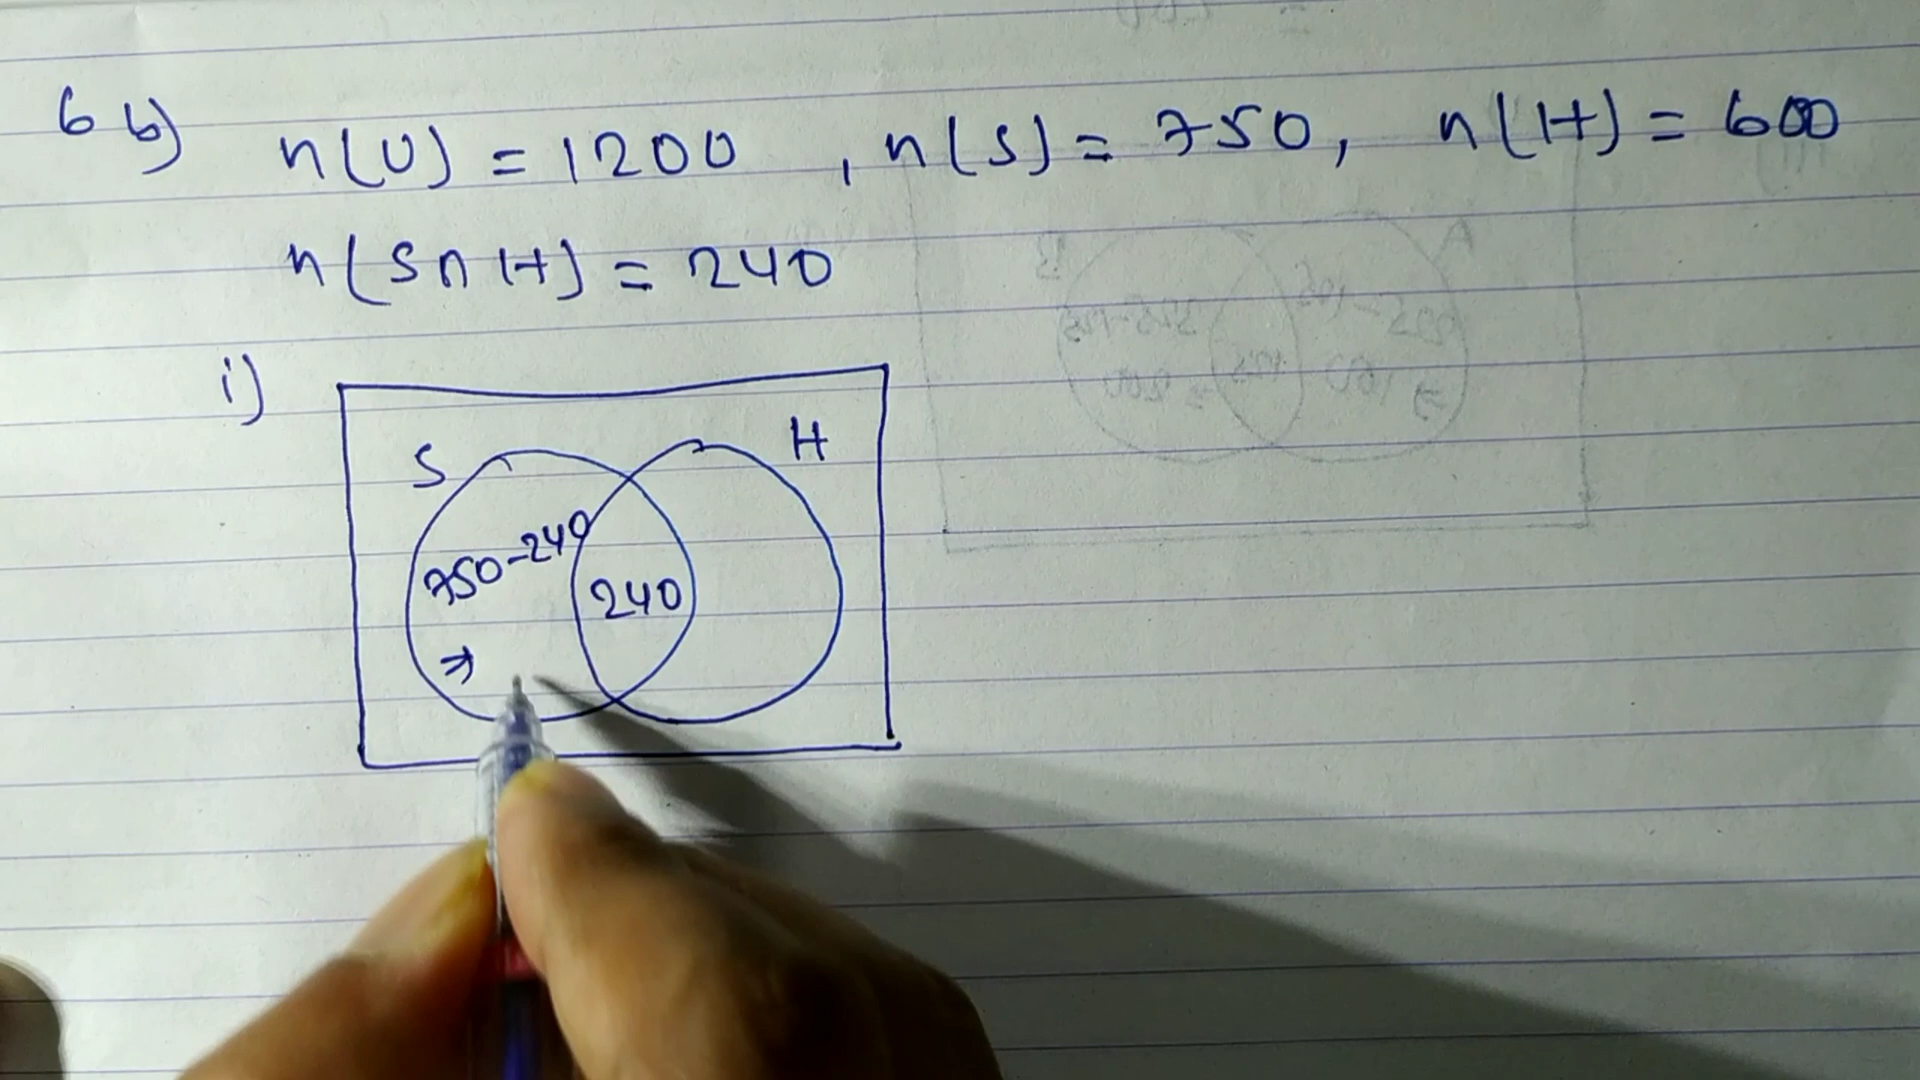 6 b) n(U) = 1200 , n(S) = 750, n(H) = 600
n(S∩H) = 240
i)
S H
750-240
240
⇒